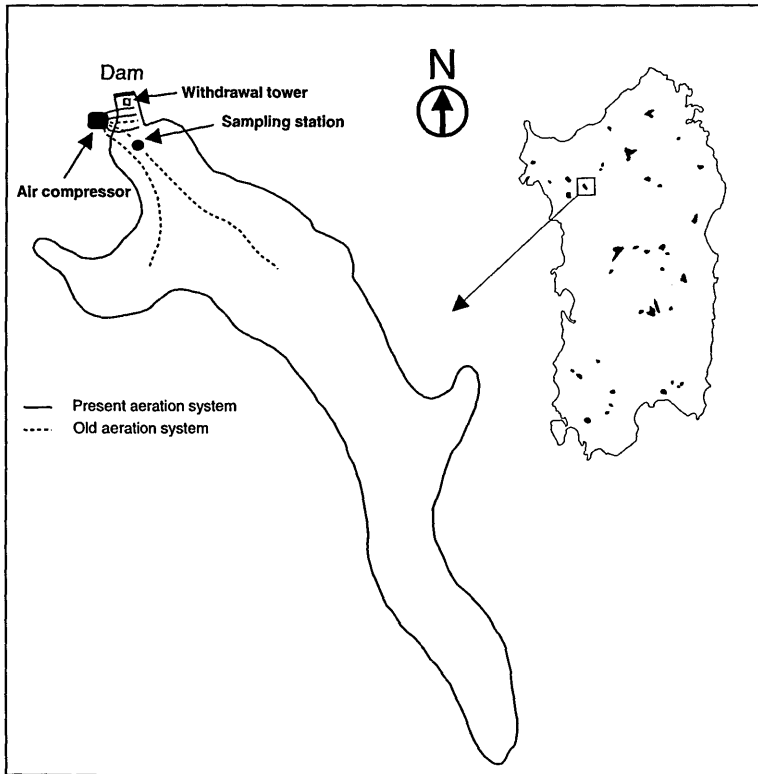 Dam
N
Withdrawal tower
Sampling station
Air compressor
Present aeration system
Old aeration system